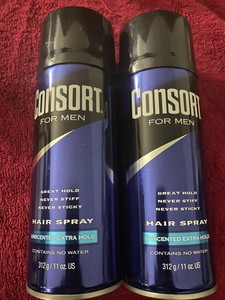 CONSORT
FOR MEN
GREAT HOLD
NEVER STIFF
NEVER STICKY
HAIR SPRAY
UNSCENTED EXTRA HOLD
CONTAINS NO WATER
312 g / 11 oz. US
CONSORT
FOR MEN
GREAT HOLD
NEVER STIFF
NEVER STICKY
HAIR SPRAY
UNSCENTED EXTRA HOLD
CONTAINS NO WATER
312 g / 11 oz. US